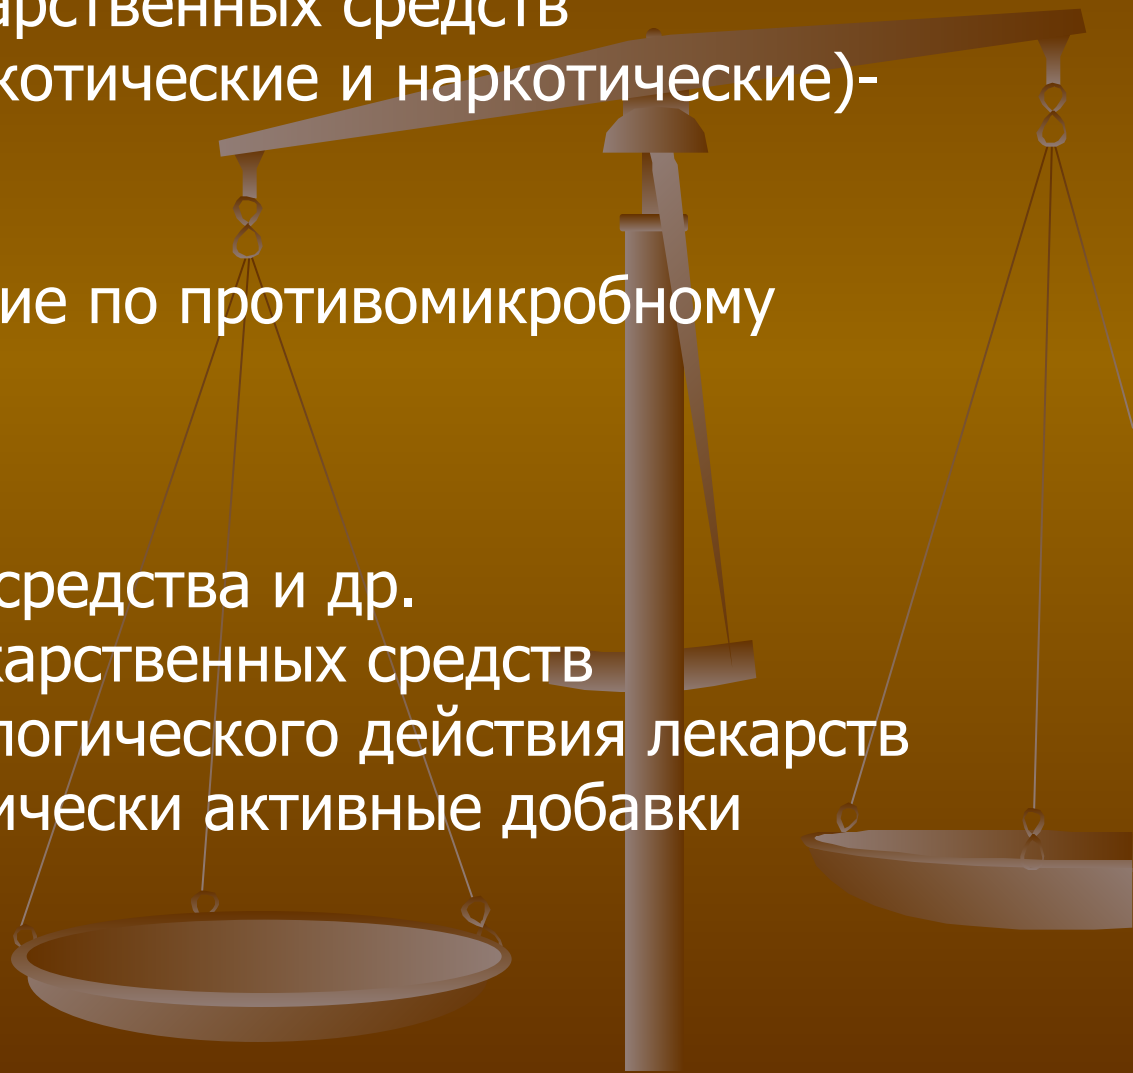 арственных средств
котические и наркотические)-
ие по противомикробному
средства и др.
карственных средств
логического действия лекарств
ически активные добавки